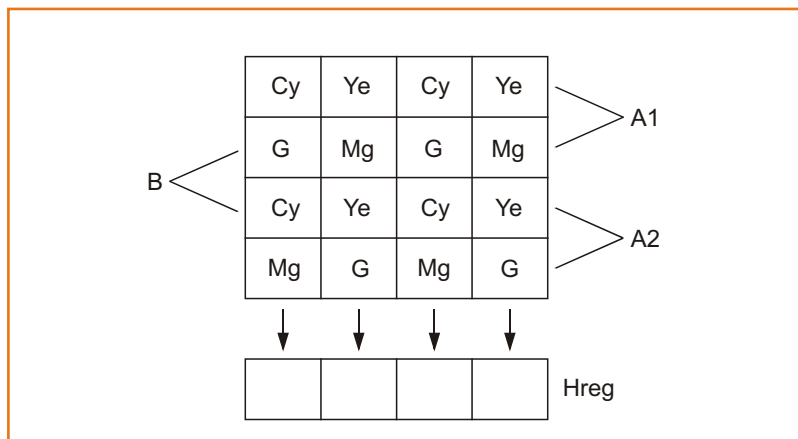 Cy Ye Cy Ye
A1
G Mg G Mg
B
Cy Ye Cy Ye
A2
Mg G Mg G
Hreg